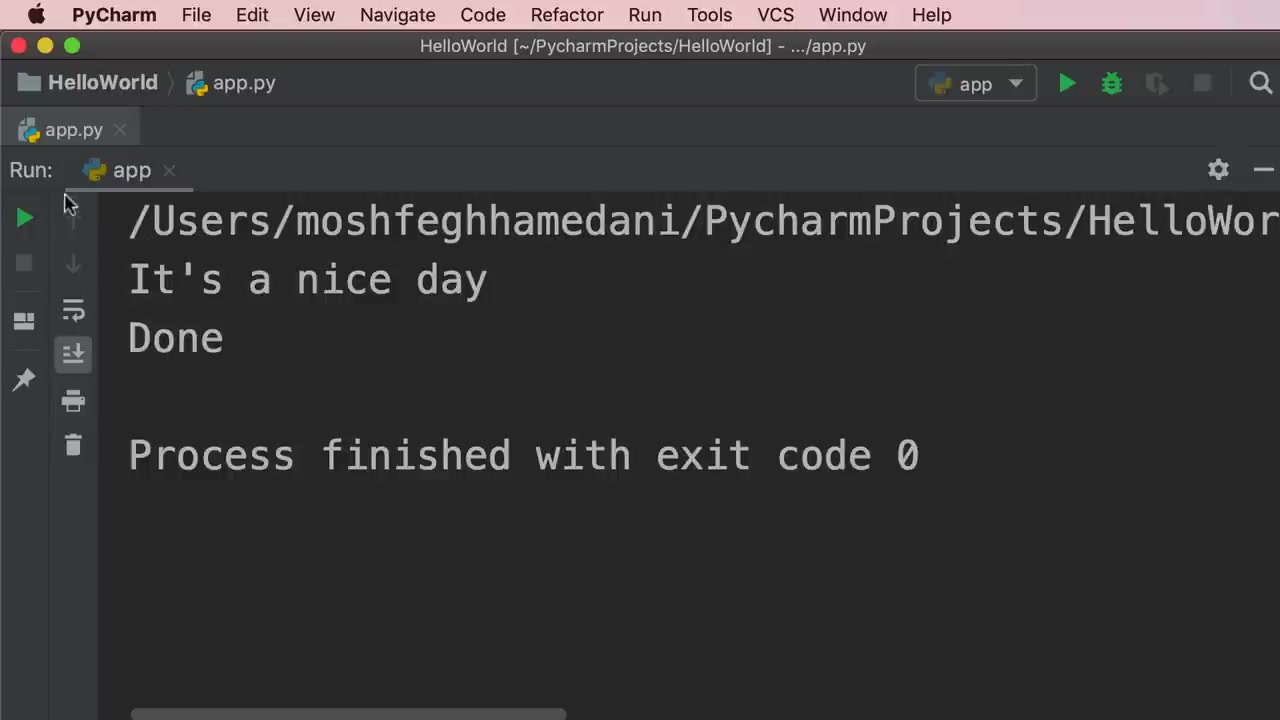 PyCharm File Edit View Navigate Code Refactor Run Tools VCS Window Help
HelloWorld [~/PycharmProjects/HelloWorld] - .../app.py
HelloWorld app.py app
app.py
Run: app
/Users/moshfeghhamedani/PycharmProjects/HelloWor
It's a nice day
Done
Process finished with exit code 0